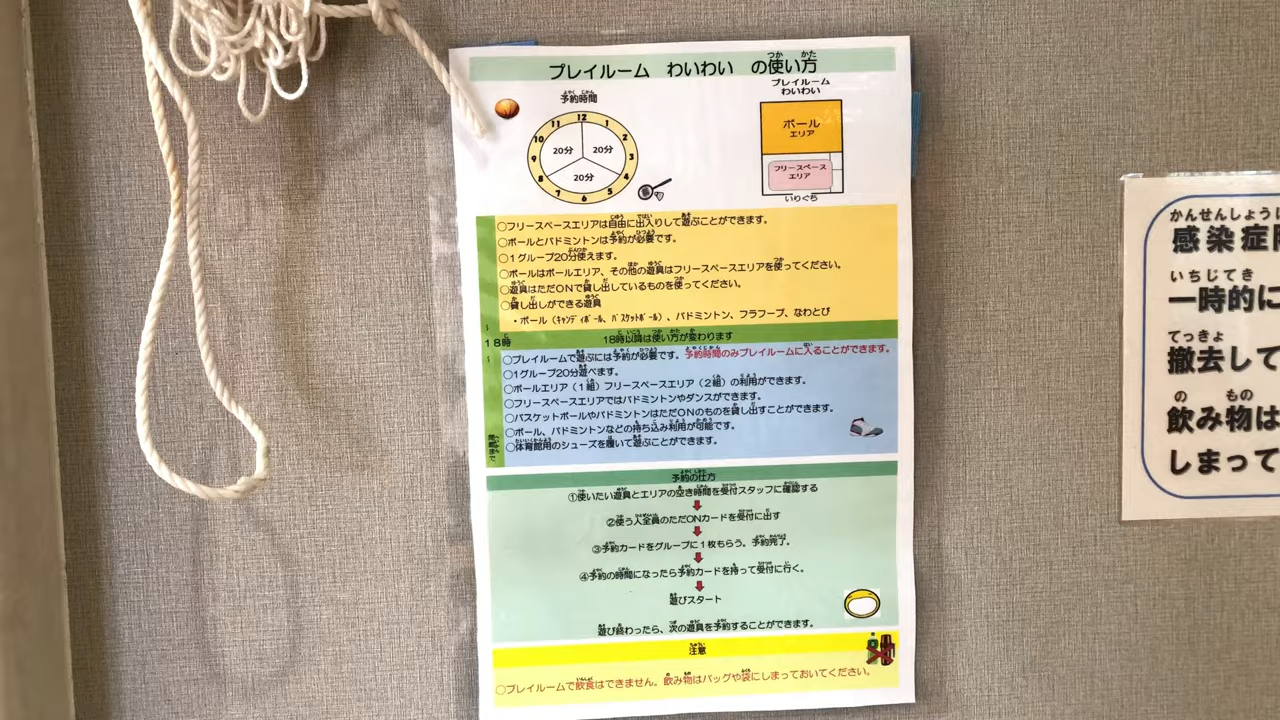 プレイルーム わいわい の使い方
予約時間
12
1
2
3
4
5
6
7
8
9
10
11
20分
20分
20分
プレイルーム
わいわい
ボール
エリア
フリースペース
エリア
いりぐち
○フリースペースエリアは自由に出入りして遊ぶことができます。
○ボールとバドミントンは予約が必要です。
○1グループ20分使えます。
○ボールはボールエリア、その他の遊具はフリースペースエリアを使ってください。
○遊具はただONで貸し出しているものを使ってください。
○貸し出しができる遊具
・ボール(キャンディボール、バスケットボール)、バドミントン、フラフープ、なわとび
~
18時
~
18時以降は使い方が変わります
○プレイルームで遊ぶには予約が必要です。予約時間のみプレイルームに入ることができます。
○1グループ20分遊べます。
○ボールエリア(1組)フリースペースエリア(2組)の利用ができます。
○フリースペースエリアではバドミントンやダンスができます。
○バスケットボールやバドミントンはただONのものを貸し出すことができます。
○ボール、バドミントンなどの持ち込み利用が可能です。
○体育館用のシューズを履いて遊ぶことができます。
閉館まで
予約の仕方
①使いたい遊具とエリアの空き時間を受付スタッフに確認する
②使う人全員のただONカードを受付に出す
③予約カードをグループに1枚もらう。予約完了。
④予約の時間になったら予約カードを持って受付に行く。
遊びスタート
遊び終わったら、次の遊具を予約することができます。
注意
○プレイルームで飲食はできません。飲み物はバッグや袋にしまっておいてください。
かんせんしょう
感染症
いちじてき
一時的に
てっきょ
撤去して
の もの
飲み物は
しまって